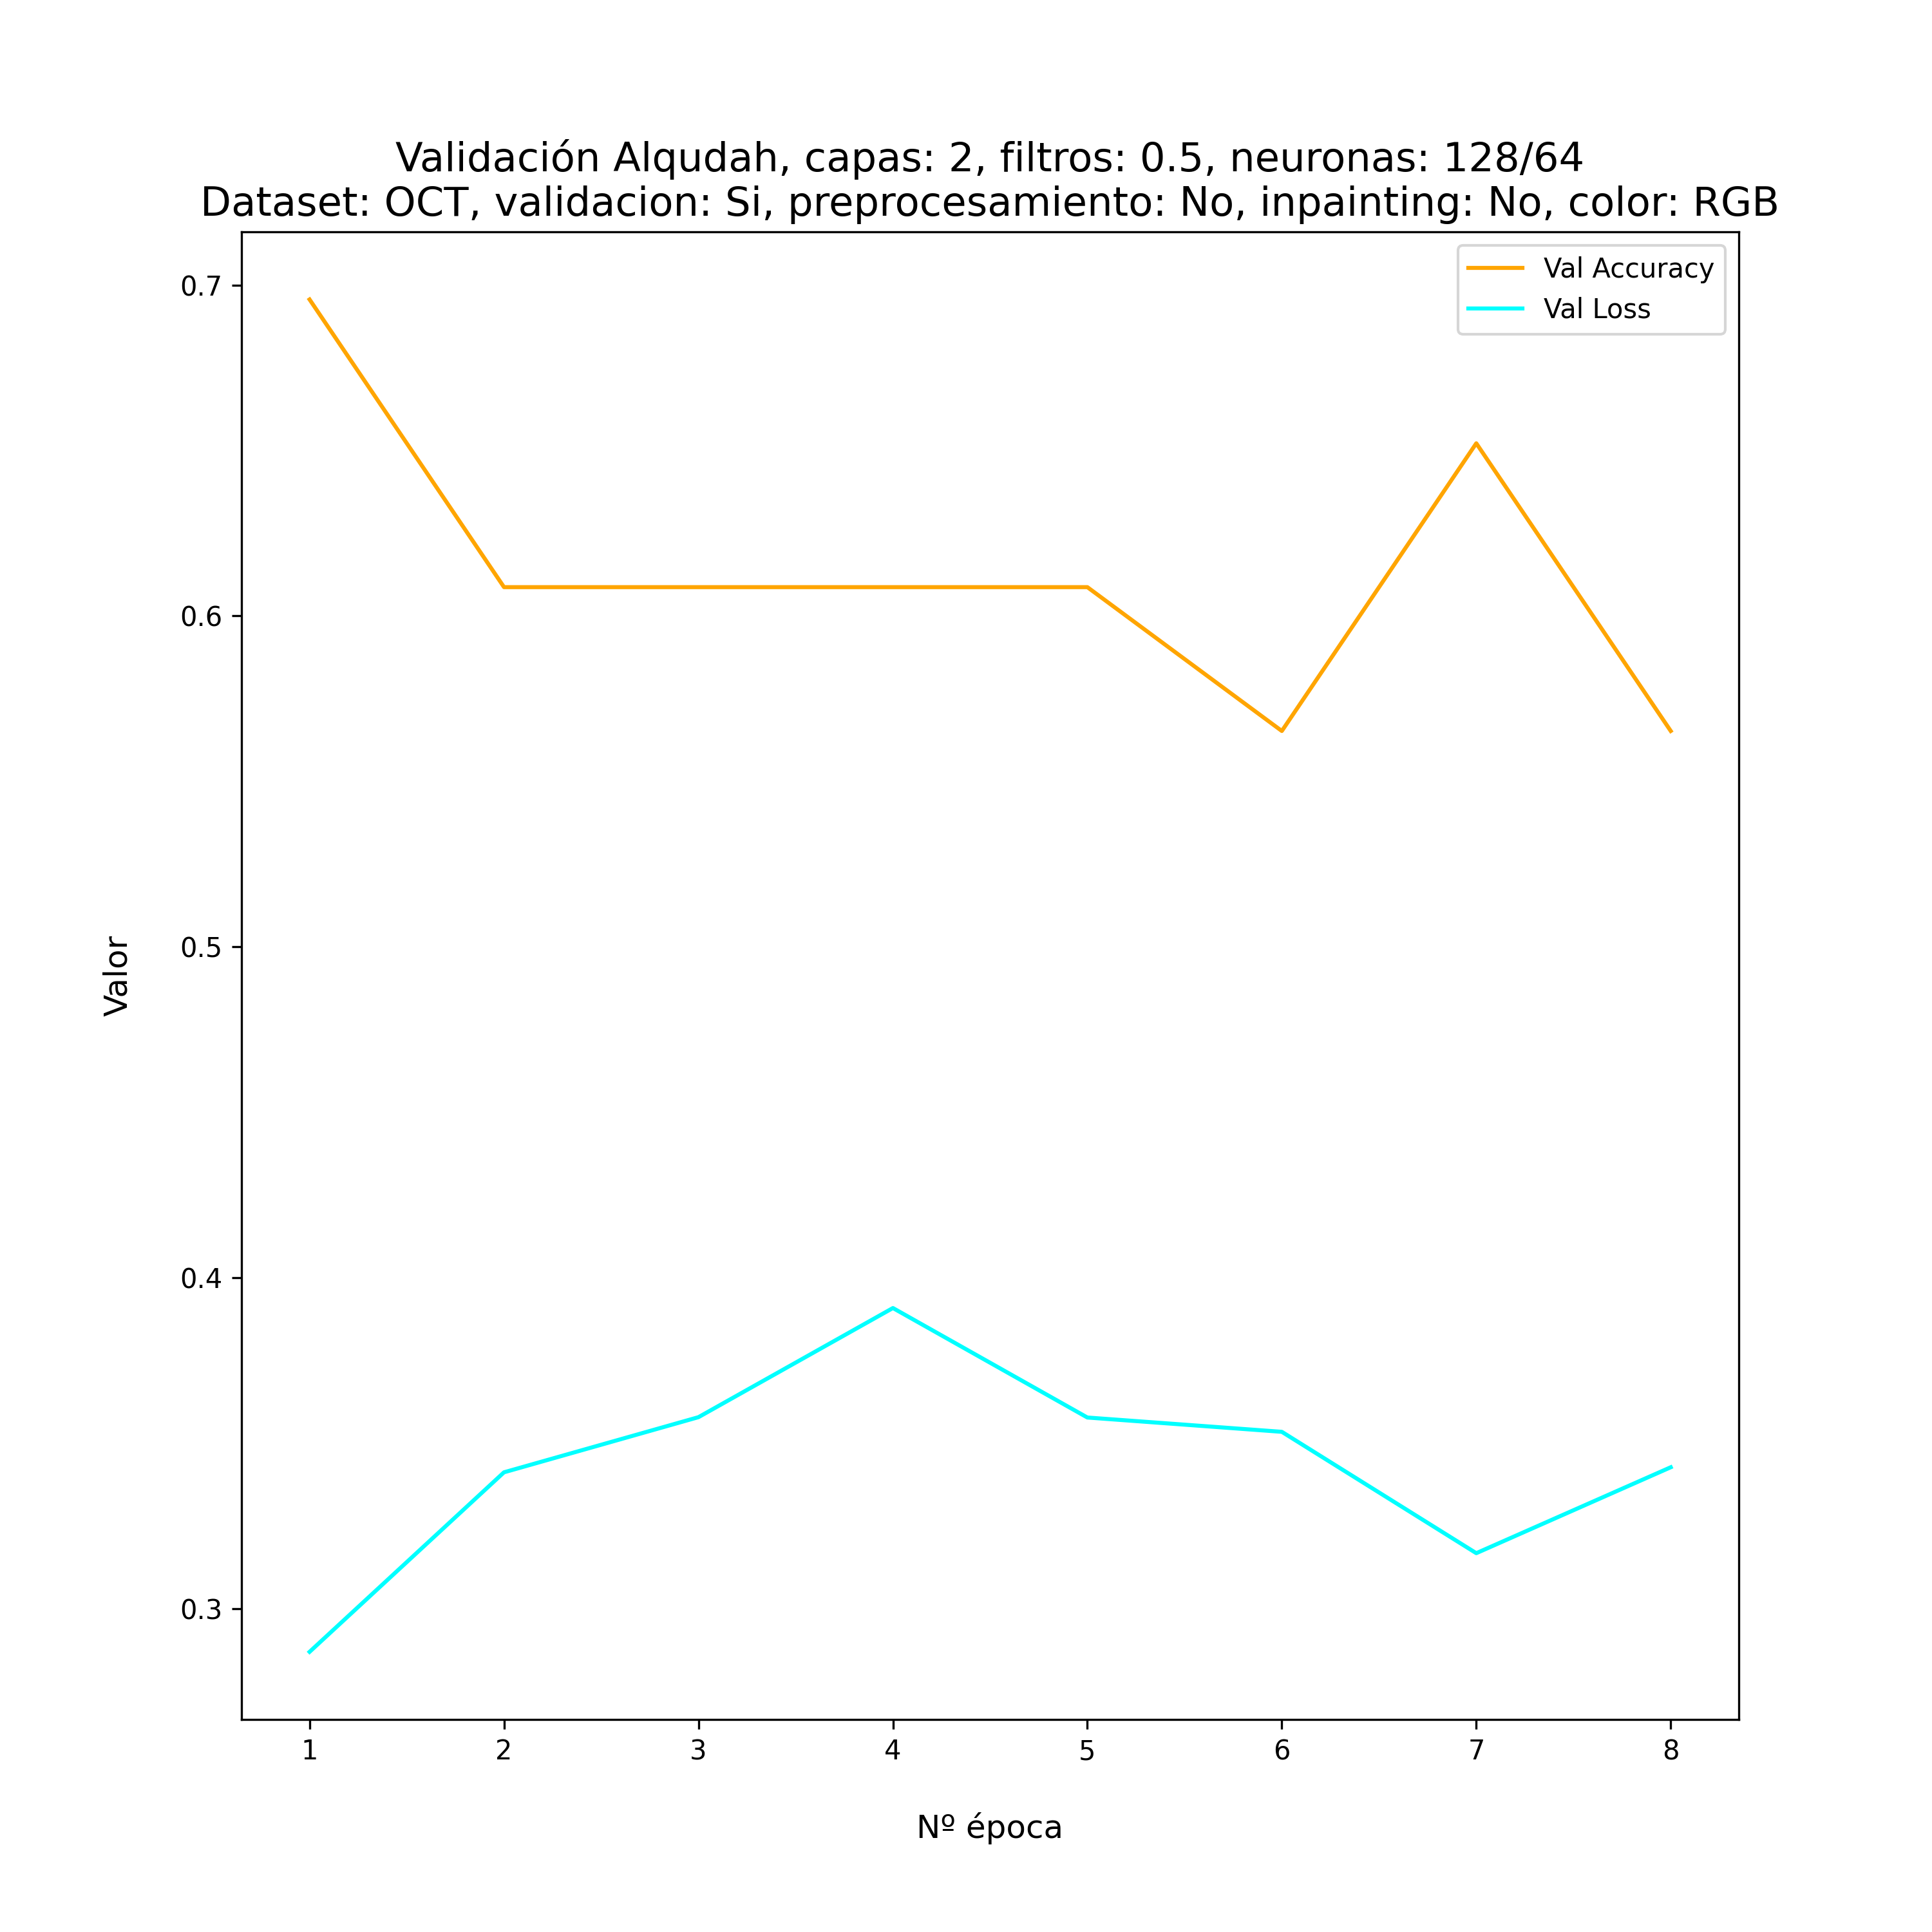 Validación Alqudah, capas: 2, filtros: 0.5, neuronas: 128/64
Dataset: OCT, validacion: Si, preprocesamiento: No, inpainting: No, color: RGB
Val Accuracy
Val Loss
0.7
0.6
0.5
0.4
0.3
Valor
1 2 3 4 5 6 7 8
Nº época